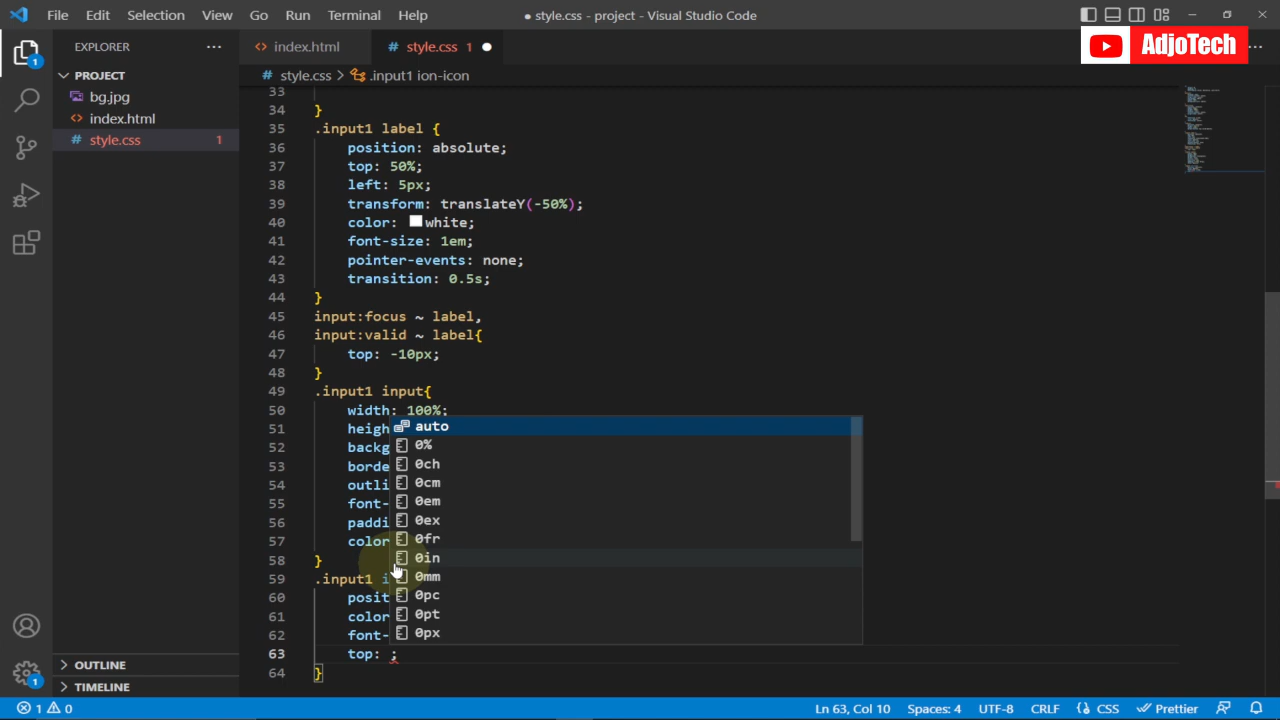 File Edit Selection View Go Run Terminal Help
● style.css - project - Visual Studio Code
AdjoTech
EXPLORER ...
index.html
# style.css 1 ●
# style.css > .input1 ion-icon
PROJECT
bg.jpg
index.html
# style.css 1
33
34 }
35 .input1 label {
36 position: absolute;
37 top: 50%;
38 left: 5px;
39 transform: translateY(-50%);
40 color: white;
41 font-size: 1em;
42 pointer-events: none;
43 transition: 0.5s;
44 }
45 input:focus ~ label,
46 input:valid ~ label{
47 top: -10px;
48 }
49 .input1 input{
50 width: 100%;
51 heigh
52 backg
53 borde
54 outli
55 font-
56 paddi
57 color
58 }
59 .input1 i
60 posit
61 color
62 font-
63 top: ;
64 }
auto
0%
0ch
0cm
0em
0ex
0fr
0in
0mm
0pc
0pt
0px
OUTLINE
TIMELINE
1
1
1 0
Ln 63, Col 10 Spaces: 4 UTF-8 CRLF CSS Prettier